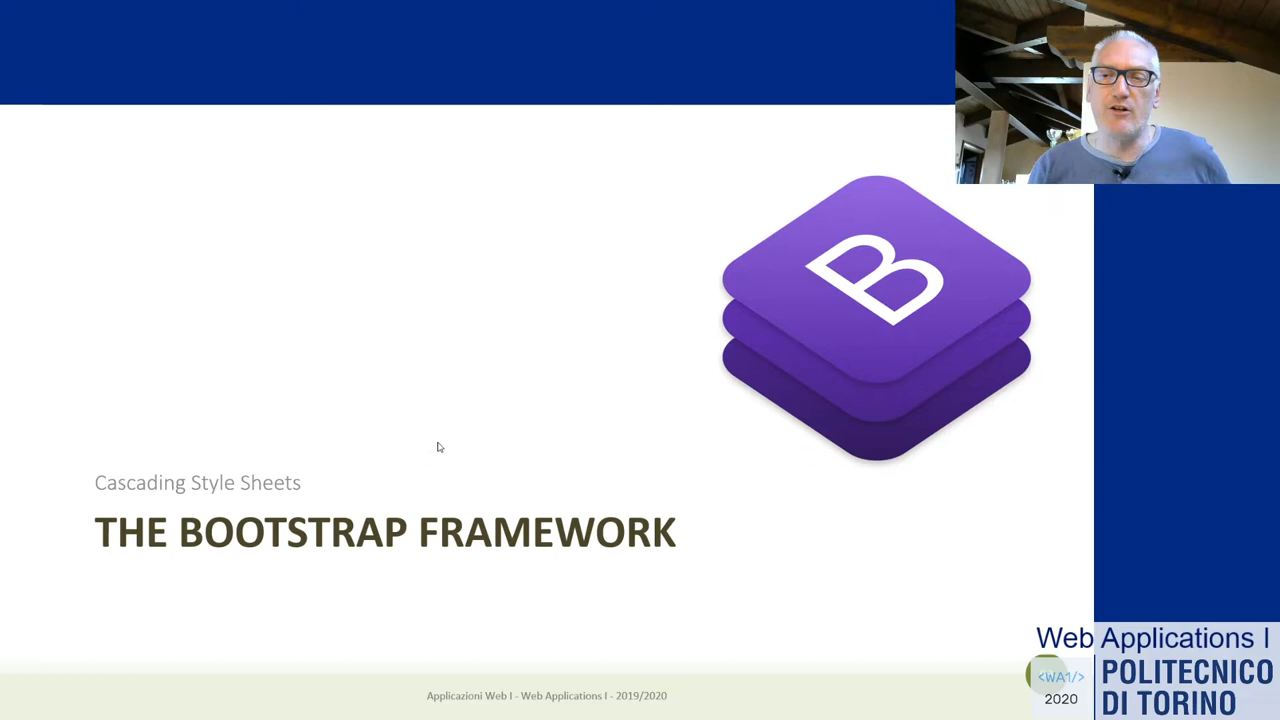 B
Cascading Style Sheets
THE BOOTSTRAP FRAMEWORK
Applicazioni Web I - Web Applications I - 2019/2020
Web Applications I
<WA1/>
2020
POLITECNICO
DI TORINO